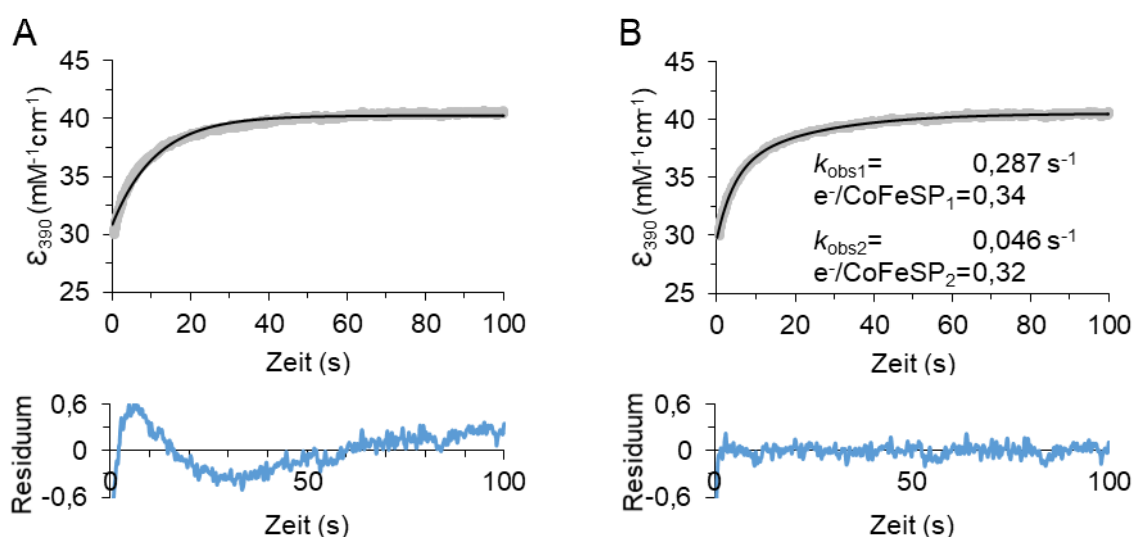 A
45
40
35
30
25
ε390 (mM-1cm-1)
0 20 40 60 80 100
Zeit (s)
0,6
0
-0,6
Residuum
0 50 100
Zeit (s)
B
45
40
35
30
25
ε390 (mM-1cm-1)
kobs1= 0,287 s-1
e-/CoFeSP1=0,34
kobs2= 0,046 s-1
e-/CoFeSP2=0,32
0 20 40 60 80 100
Zeit (s)
0,6
0
-0,6
Residuum
0 50 100
Zeit (s)